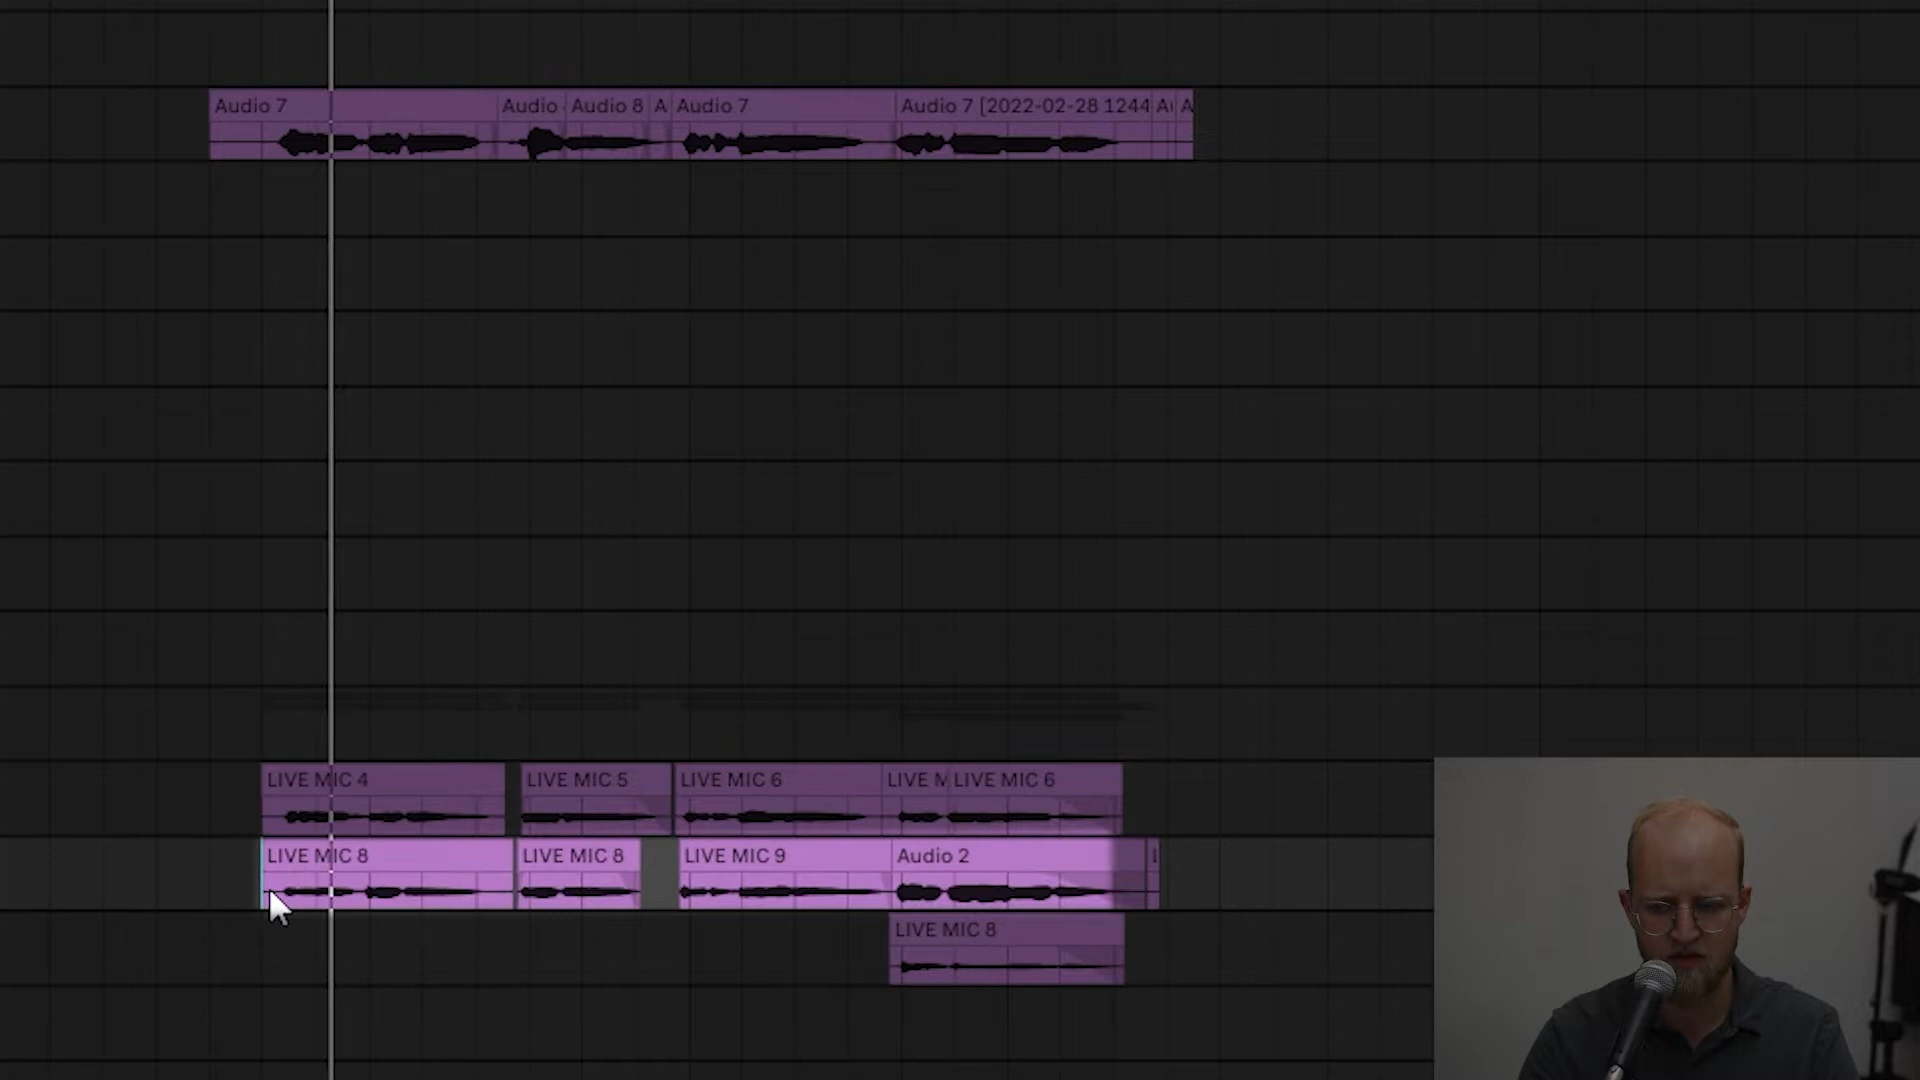 Audio 7 Audio Audio 8 A Audio 7 Audio 7 [2022-02-28 1244 A A
LIVE MIC 4 LIVE MIC 5 LIVE MIC 6 LIVE M LIVE MIC 6
LIVE MIC 8 LIVE MIC 8 LIVE MIC 9 Audio 2
LIVE MIC 8